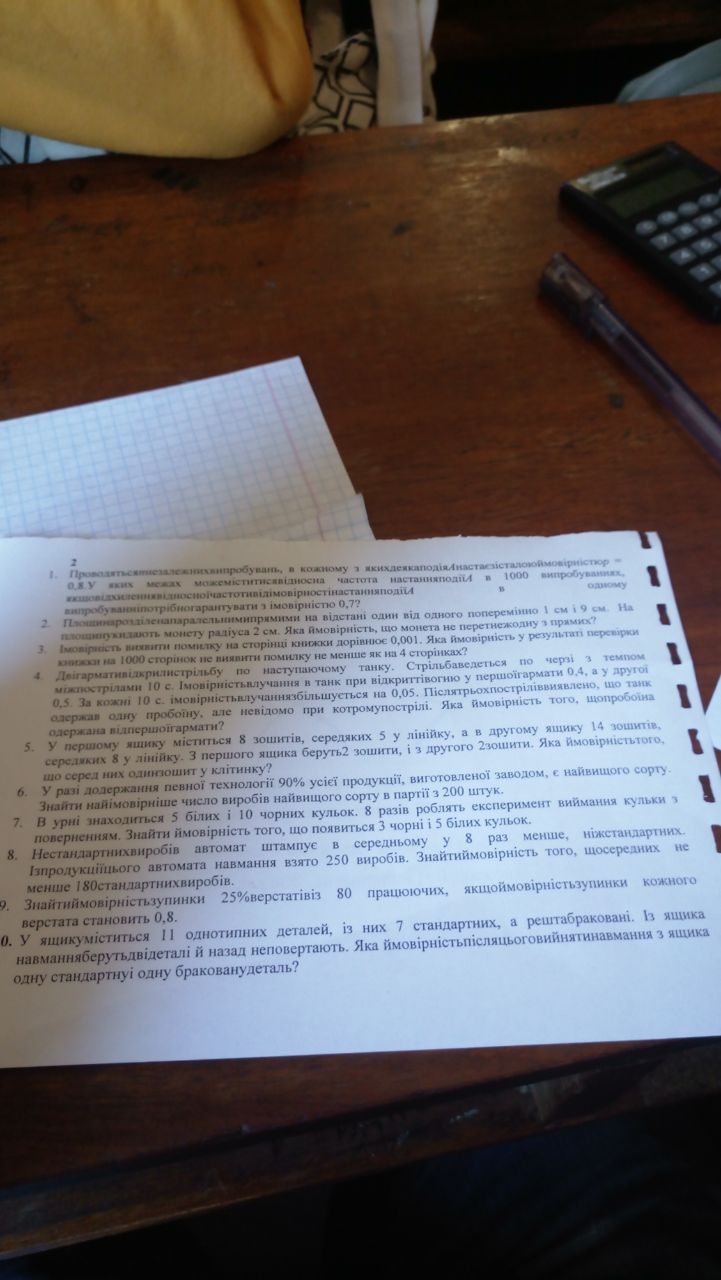 2
1. Проводятьсяnнезалежнихвипробувань, в кожному з якихдеякаподіяAнастаєзісталоюймовірністюp =
0,8.У яких межах можеміститисявідносна частота настанняподіїA в 1000 випробуваннях,
якщовідхиленнявідносноїчастотивідімовірностінастанняподіїA в одному
випробуванніпотрібногарантувати з імовірністю 0,7?
2. Площинарозділенапаралельнимипрямими на відстані один від одного поперемінно 1 см і 9 см. На
площинукидають монету радіуса 2 см. Яка ймовірність, що монета не перетнежодну з прямих?
3. Імовірність виявити помилку на сторінці книжки дорівнює 0,001. Яка ймовірність у результаті перевірки
книжки на 1000 сторінок не виявити помилку не менше як на 4 сторінках?
4. Двігарматививідкрилистрільбу по наступаючому танку. Стрільбаведеться по черзі з темпом
міжпострілами 10 с. Імовірністьвлучання в танк при відкриттівогню у першоїгармати 0,4, а у другої
0,5. За кожні 10 с. імовірністьвлучаннязбільшується на 0,05. Післятрьохпострілiввиявлено, що танк
одержав одну пробоїну, але невідомо при котромупострілі. Яка ймовірність того, щопробоїна
одержана відпершоїгармати?
5. У першому ящику міститься 8 зошитів, середяких 5 у лінійку, а в другому ящику 14 зошитів,
середяких 8 у лінійку. З першого ящика беруть2 зошити, і з другого 2зошити. Яка ймовірністьтого,
що серед них одинзошит у клітинку?
6. У разі додержання певної технології 90% усієї продукції, виготовленої заводом, є найвищого сорту.
Знайти найімовірніше число виробів найвищого сорту в партії з 200 штук.
7. В урні знаходиться 5 білих і 10 чорних кульок. 8 разів роблять експеримент виймання кульки з
поверненням. Знайти ймовірність того, що появиться 3 чорні і 5 білих кульок.
8. Нестандартнихвиробів автомат штампує в середньому у 8 раз менше, ніжстандартних.
Ізпродукціїцього автомата навмання взято 250 виробів. Знайтиймовірність того, щосередних не
менше 180стандартнихвиробів.
9. Знайтиймовірністьзупинки 25%верстатівіз 80 працюючих, якщоймовірністьзупинки кожного
верстата становить 0,8.
0. У ящикуміститься 11 однотипних деталей, із них 7 стандартних, а рештабраковані. Із ящика
навманняберутьдвідеталі й назад неповертають. Яка ймовірністьпісляцьоговийнятинавмання з ящика
одну стандартнуі одну бракованудеталь?